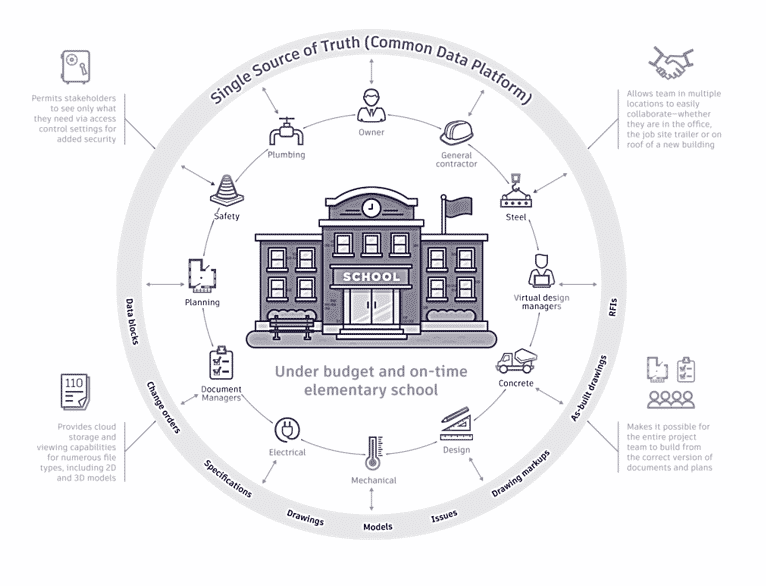 Single Source of Truth (Common Data Platform)
Permits stakeholders
to see only what
they need via access
control settings for
added security
Allows team in multiple
locations to easily
collaborate—whether
they are in the office,
the job site trailer or on
roof of a new building
Owner
Plumbing
General
contractor
Safety
Steel
SCHOOL
Planning
Virtual design
managers
Data blocks
RFIs
Under budget and on-time
elementary school
Document
Managers
Concrete
Change orders
As-built drawings
110
Provides cloud
storage and
viewing capabilities
for numerous file
types, including 2D
and 3D models
Makes it possible for
the entire project
team to build from
the correct version of
documents and plans
Electrical
Mechanical
Design
Specifications
Drawings
Models
Issues
Drawing markups